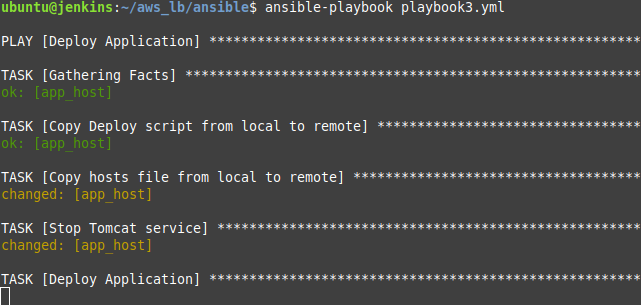 ubuntu@jenkins:~/aws_lb/ansible$ ansible-playbook playbook3.yml
PLAY [Deploy Application] ******************************************************
TASK [Gathering Facts] *********************************************************
ok: [app_host]
TASK [Copy Deploy script from local to remote] *********************************
ok: [app_host]
TASK [Copy hosts file from local to remote] ************************************
changed: [app_host]
TASK [Stop Tomcat service] *****************************************************
changed: [app_host]
TASK [Deploy Application] ******************************************************